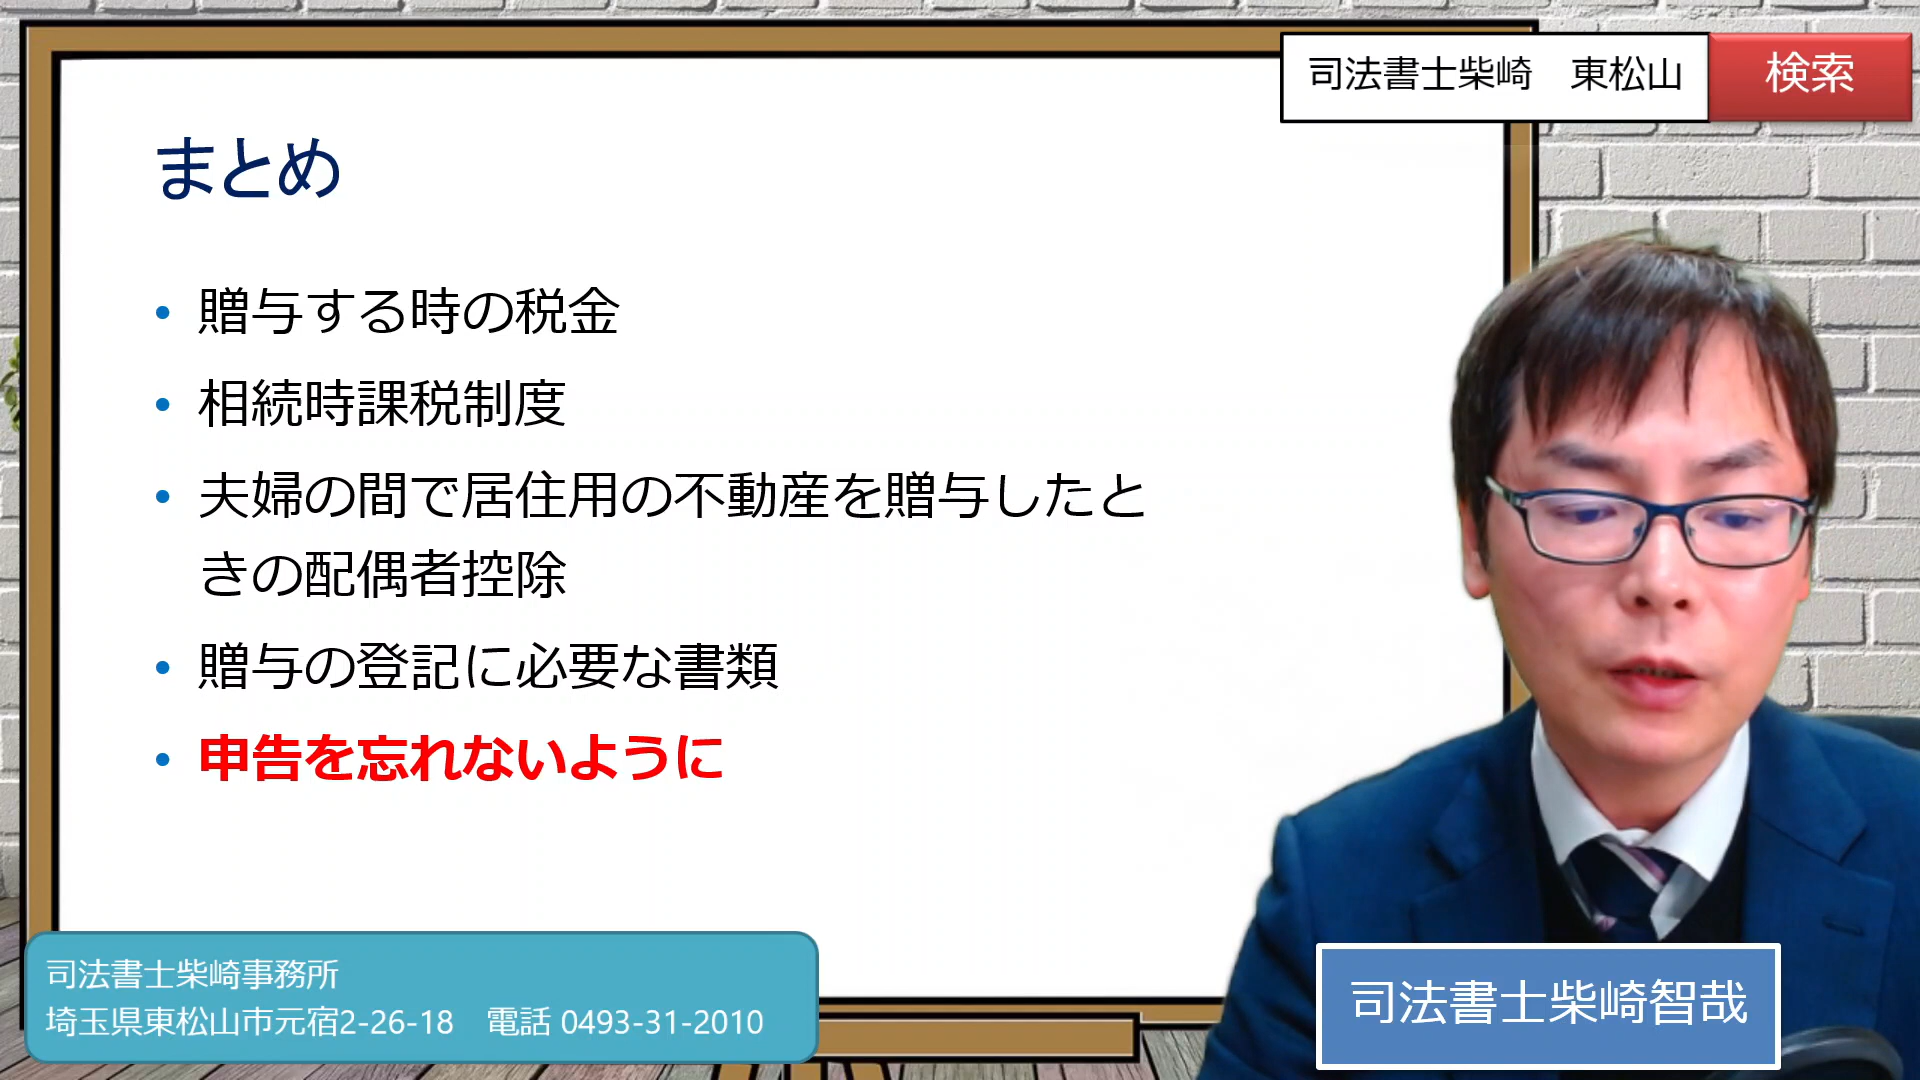 司法書士柴崎　東松山
検索
まとめ
• 贈与する時の税金
• 相続時課税制度
• 夫婦の間で居住用の不動産を贈与したと
きの配偶者控除
• 贈与の登記に必要な書類
• 申告を忘れないように
司法書士柴崎事務所
埼玉県東松山市元宿2-26-18　電話 0493-31-2010
司法書士柴崎智哉